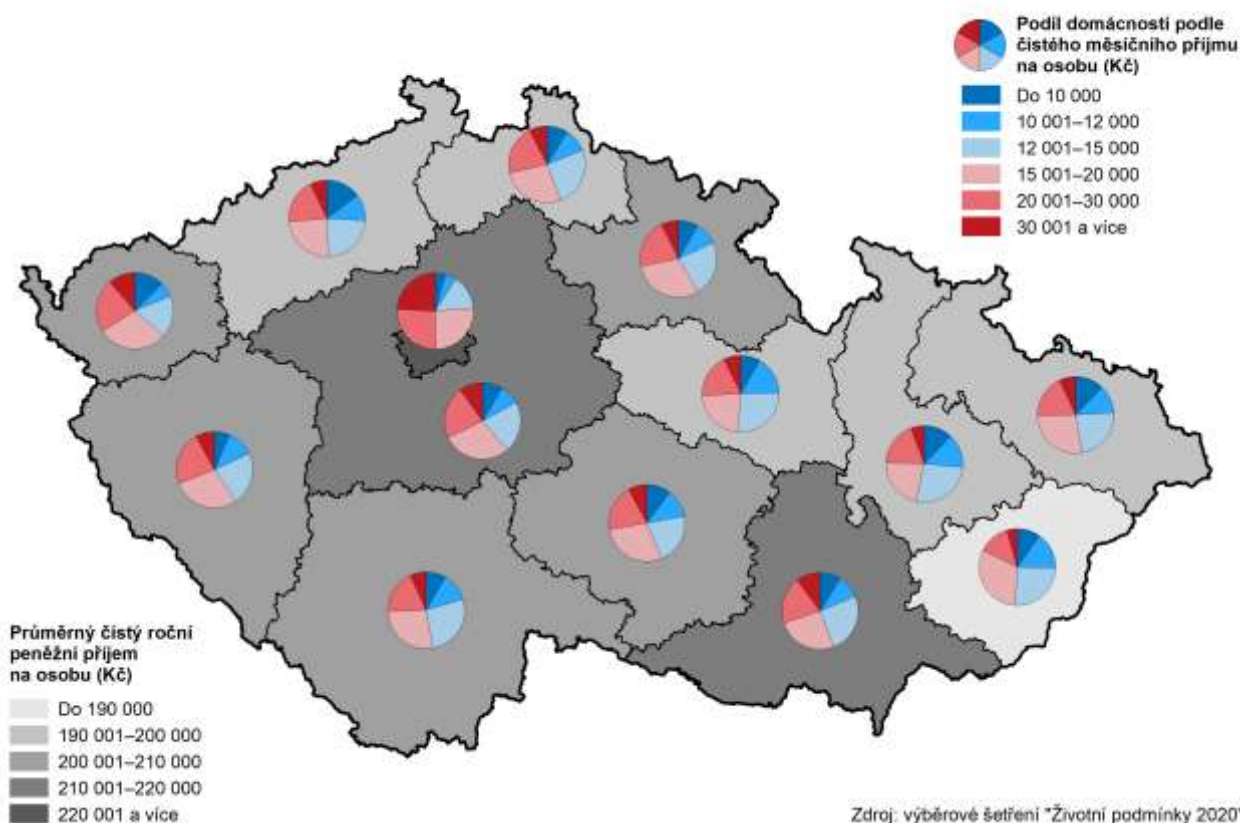 Podíl domácností podle
čistého měsíčního příjmu
na osobu (Kč)
Do 10 000
10 001–12 000
12 001–15 000
15 001–20 000
20 001–30 000
30 001 a více
Průměrný čistý roční
peněžní příjem
na osobu (Kč)
Do 190 000
190 001–200 000
200 001–210 000
210 001–220 000
220 001 a více
Zdroj: výběrové šetření "Životní podmínky 2020"